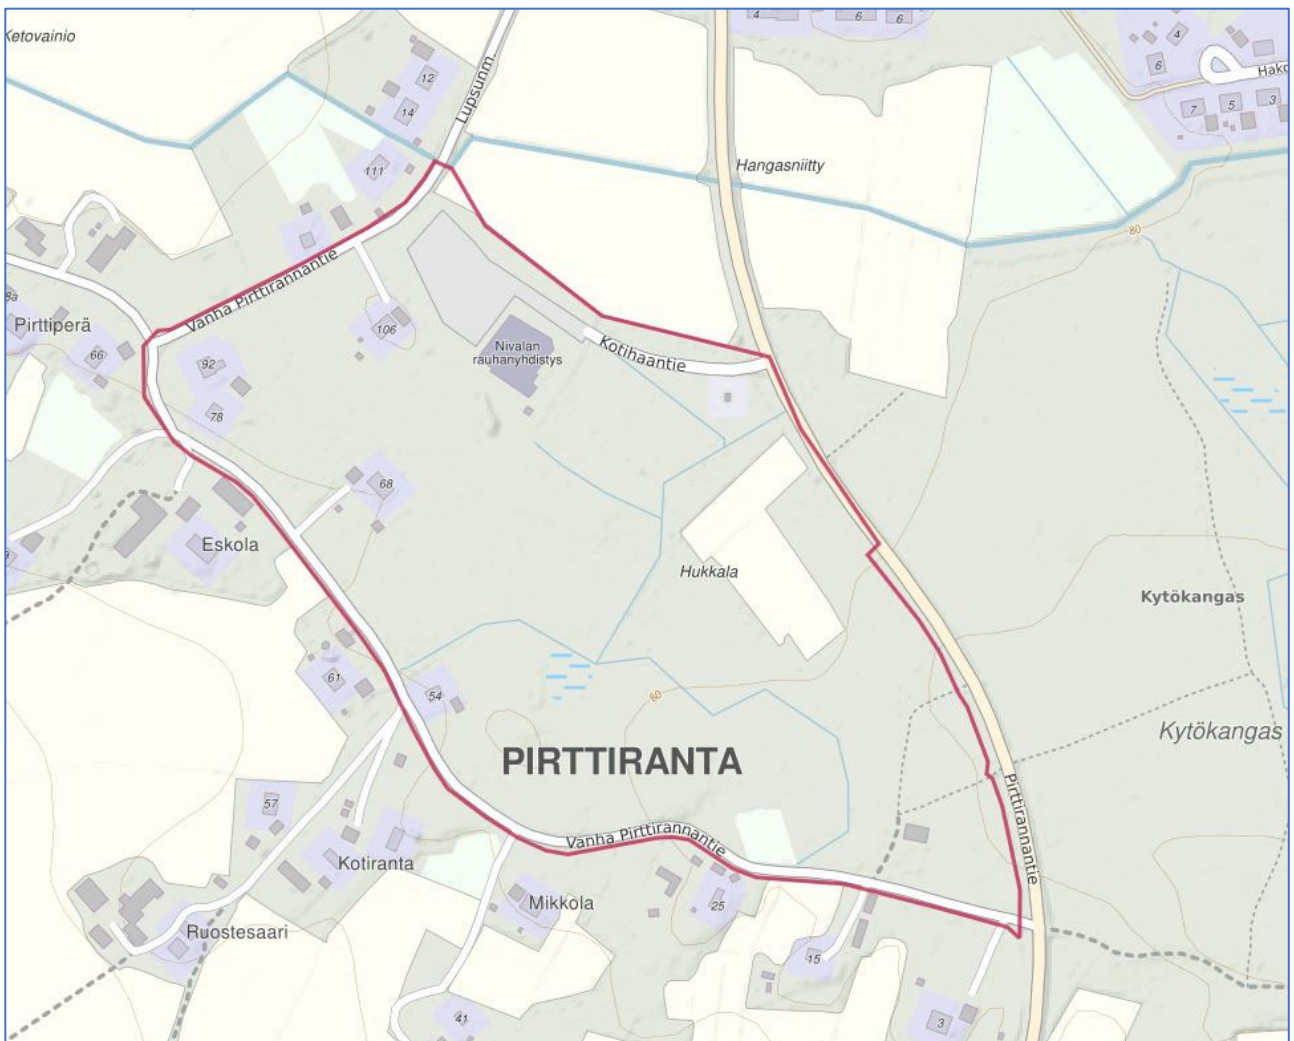 4
6
6
Ketovainio
4
12
6
Hako
Lupsunm.
14
7
5
3
111
Hangasniitty
80
Vanha Pirttirannantie
8a
Pirttiperä
106
Nivalan
rauhanyhdistys
Kotihaantie
66
92
78
68
Eskola
9
Hukkala
Kytökangas
61
54
80
Kytökangas
PIRTTIRANTA
57
Pirttirannantie
Vanha Pirttirannantie
Kotiranta
Mikkola
25
Ruostesaari
15
41
3